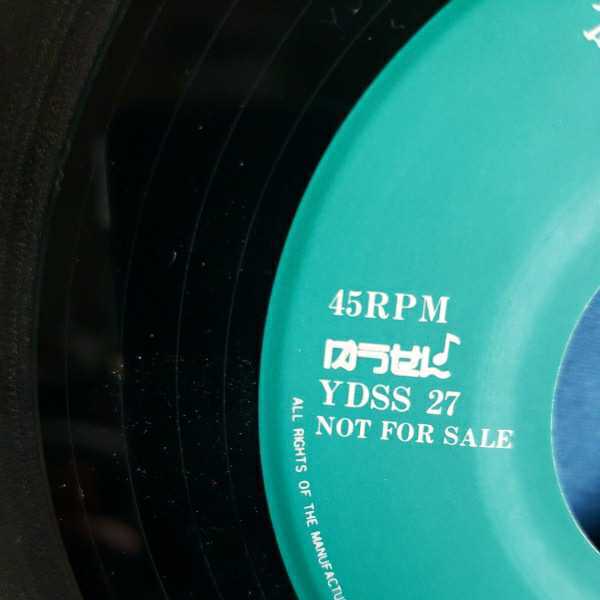 45RPM
ゆうせん
YDSS 27
NOT FOR SALE
ALL RIGHTS OF THE MANUFACTU